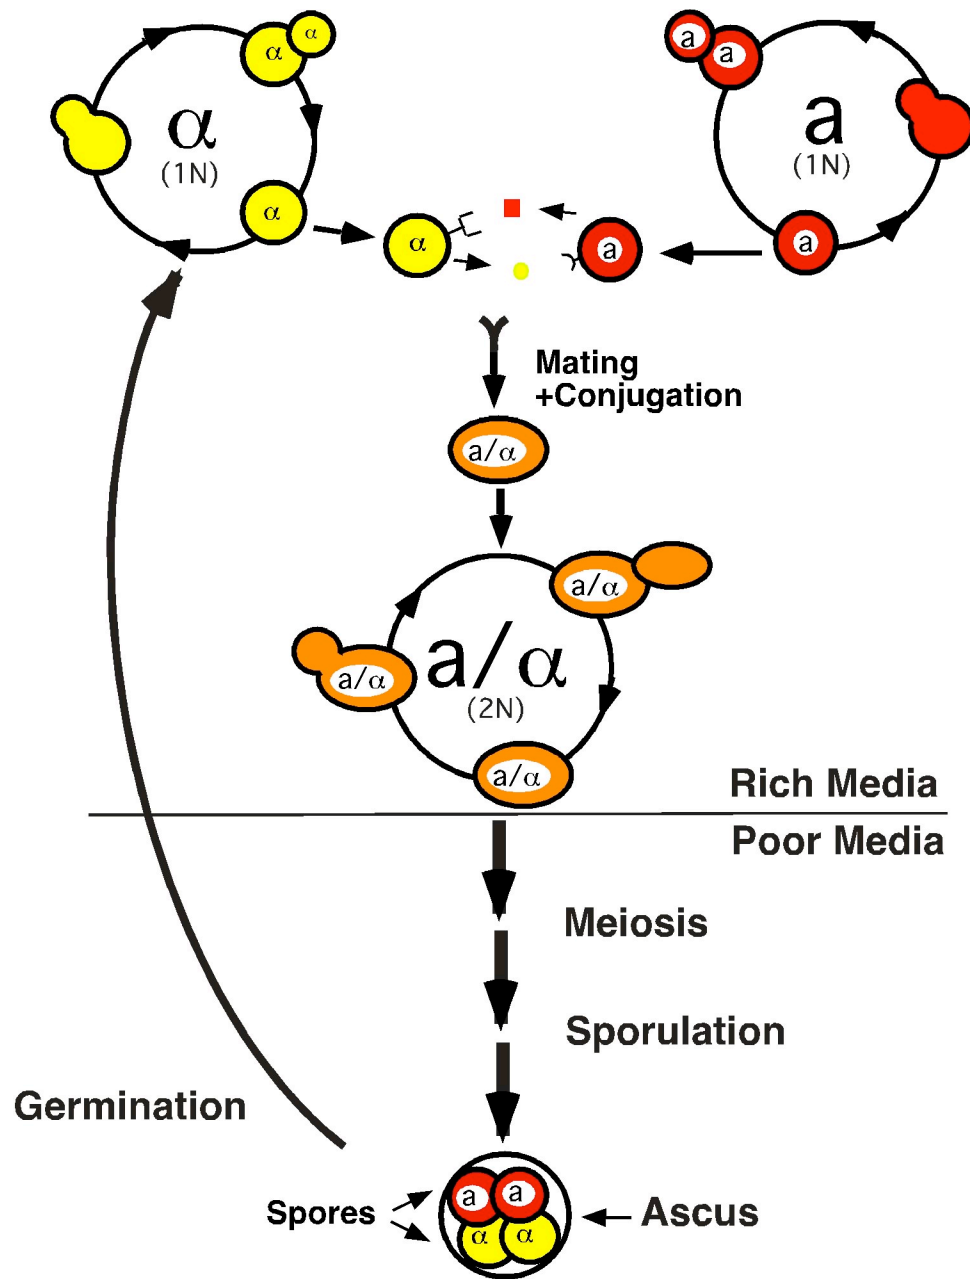 α
α
a
a
α
(1N)
a
(1N)
α
a
α
a
Mating
+Conjugation
a/α
a/α
a/α
a/α
(2N)
a/α
Rich Media
Poor Media
Meiosis
Sporulation
Germination
a
a
Spores
Ascus
α
α